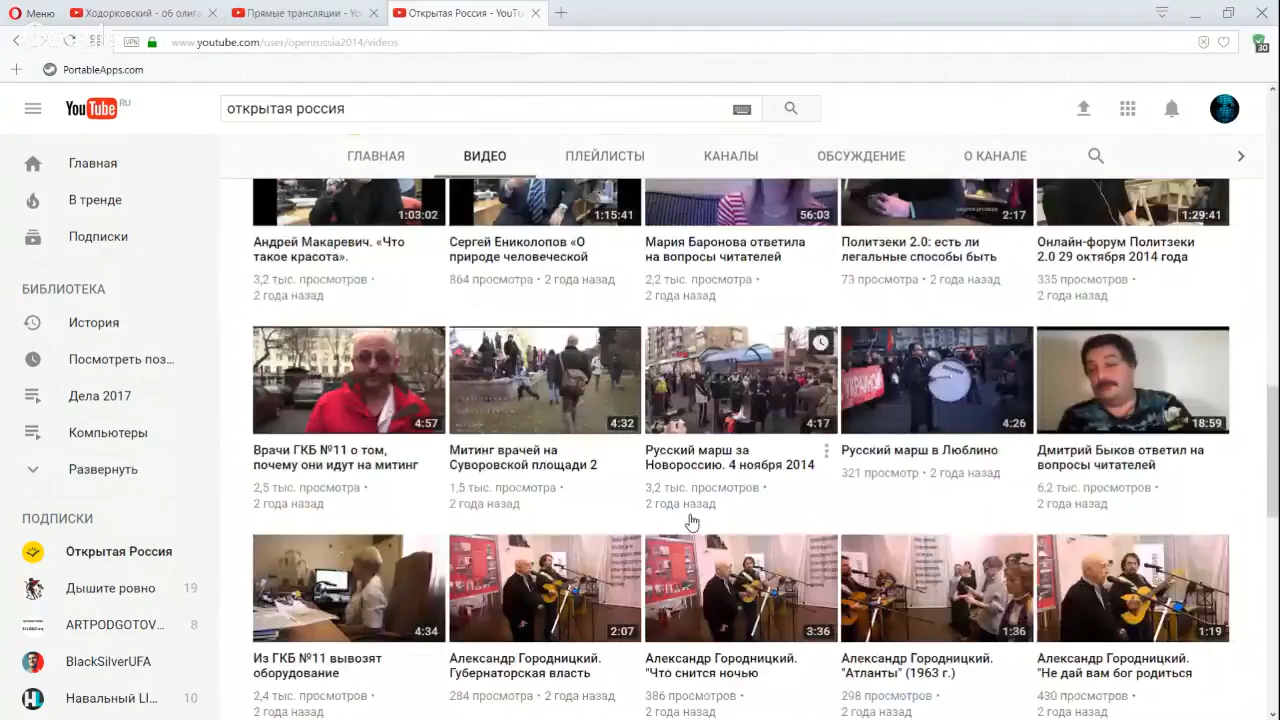 Меню
Ходорковский - об олига
Прямые трансляции - Yo
Открытая Россия - YouTu
VPN
www.youtube.com/user/openrussia2014/videos
30
PortableApps.com
YouTube RU
открытая россия
ГЛАВНАЯ
ВИДЕО
ПЛЕЙЛИСТЫ
КАНАЛЫ
ОБСУЖДЕНИЕ
О КАНАЛЕ
Главная
В тренде
Подписки
БИБЛИОТЕКА
История
Посмотреть поз...
Дела 2017
Компьютеры
Развернуть
ПОДПИСКИ
Открытая Россия
Дышите ровно 19
ARTPODGOTOV... 8
BlackSilverUFA
Навальный LI... 10
1:03:02
Андрей Макаревич. «Что
такое красота».
3,2 тыс. просмотров •
2 года назад
1:15:41
Сергей Ениколопов «О
природе человеческой
864 просмотра • 2 года назад
56:03
Мария Баронова ответила
на вопросы читателей
2,2 тыс. просмотра •
2 года назад
2:17
Политзеки 2.0: есть ли
легальные способы быть
73 просмотра • 2 года назад
1:29:41
Онлайн-форум Политзеки
2.0 29 октября 2014 года
335 просмотров •
2 года назад
4:57
Врачи ГКБ №11 о том,
почему они идут на митинг
2,5 тыс. просмотра •
2 года назад
4:32
Митинг врачей на
Суворовской площади 2
1,5 тыс. просмотра •
2 года назад
4:17
Русский марш за
Новороссию. 4 ноября 2014
3,2 тыс. просмотров •
2 года назад
4:26
Русский марш в Люблино
321 просмотр • 2 года назад
18:59
Дмитрий Быков ответил на
вопросы читателей
6,2 тыс. просмотра •
2 года назад
4:34
Из ГКБ №11 вывозят
оборудование
2,4 тыс. просмотра •
2 года назад
2:07
Александр Городницкий.
Губернаторская власть
284 просмотра • 2 года назад
3:36
Александр Городницкий.
"Что снится ночью
386 просмотров •
2 года назад
1:36
Александр Городницкий.
"Атланты" (1963 г.)
298 просмотров •
2 года назад
1:19
Александр Городницкий.
"Не дай вам бог родиться
430 просмотров •
2 года назад